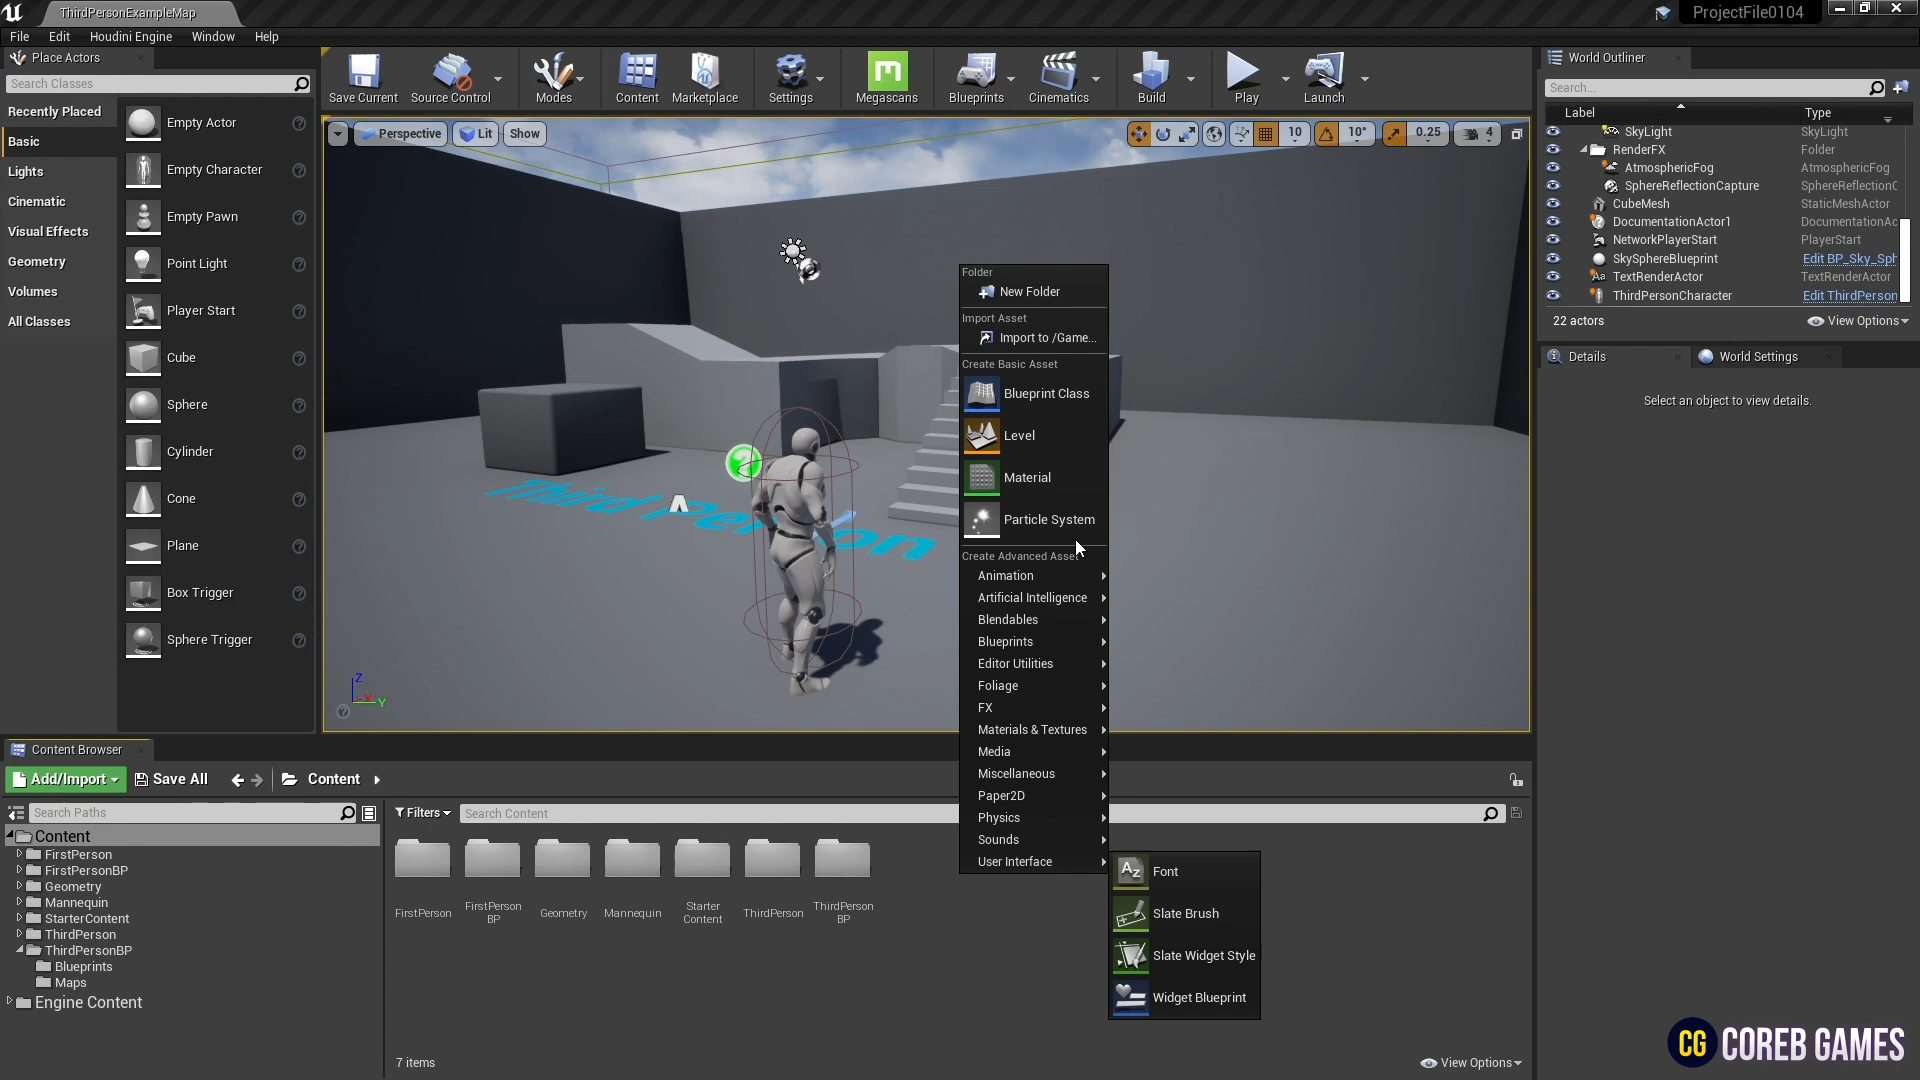 ThirdPersonExampleMap
ProjectFile0104
File Edit Houdini Engine Window Help
Place Actors
Search Classes
Recently Placed
Basic
Lights
Cinematic
Visual Effects
Geometry
Volumes
All Classes
Empty Actor
Empty Character
Empty Pawn
Point Light
Player Start
Cube
Sphere
Cylinder
Cone
Plane
Box Trigger
Sphere Trigger
Save Current Source Control Modes Content Marketplace Settings Megascans Blueprints Cinematics Build Play Launch
Perspective Lit Show
10 10° 0.25 4
Third Person
Z
X
Y
Folder
New Folder
Import Asset
Import to /Game...
Create Basic Asset
Blueprint Class
Level
Material
Particle System
Create Advanced Asset
Animation
Artificial Intelligence
Blendables
Blueprints
Editor Utilities
Foliage
FX
Materials & Textures
Media
Miscellaneous
Paper2D
Physics
Sounds
User Interface
Font
Slate Brush
Slate Widget Style
Widget Blueprint
World Outliner
Search...
Label Type
SkyLight SkyLight
RenderFX Folder
AtmosphericFog AtmosphericFog
SphereReflectionCapture SphereReflectionC
CubeMesh StaticMeshActor
DocumentationActor1 DocumentationAc
NetworkPlayerStart PlayerStart
SkySphereBlueprint Edit BP_Sky_Sph
TextRenderActor TextRenderActor
ThirdPersonCharacter Edit ThirdPerson
22 actors View Options
Details World Settings
Select an object to view details.
Content Browser
Add/Import Save All Content
Search Paths
Filters Search Content
Content
FirstPerson
FirstPersonBP
Geometry
Mannequin
StarterContent
ThirdPerson
ThirdPersonBP
Blueprints
Maps
Engine Content
FirstPerson
FirstPerson
BP
Geometry
Mannequin
Starter
Content
ThirdPerson
ThirdPerson
BP
7 items View Options
CG COREB GAMES